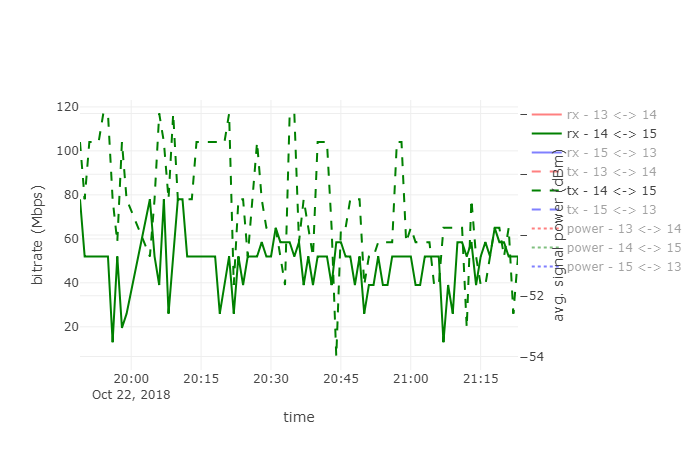 120
100
80
60
40
20
bitrate (Mbps)
20:00
20:15
20:30
20:45
21:00
21:15
Oct 22, 2018
time
−52
−54
avg. signal power (dBm)
rx - 13 <-> 14
rx - 14 <-> 15
rx - 15 <-> 13
tx - 13 <-> 14
tx - 14 <-> 15
tx - 15 <-> 13
power - 13 <-> 14
power - 14 <-> 15
power - 15 <-> 13